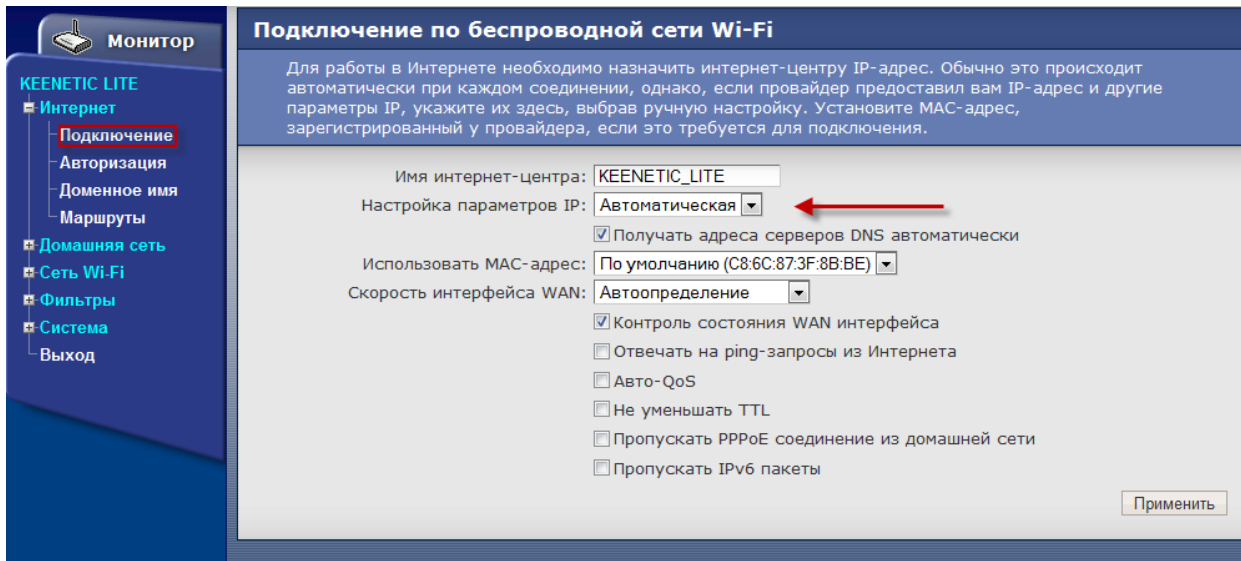 Монитор
KEENETIC LITE
Интернет
Подключение
Авторизация
Доменное имя
Маршруты
Домашняя сеть
Сеть Wi-Fi
Фильтры
Система
Выход
Подключение по беспроводной сети Wi-Fi
Для работы в Интернете необходимо назначить интернет-центру IP-адрес. Обычно это происходит
автоматически при каждом соединении, однако, если провайдер предоставил вам IP-адрес и другие
параметры IP, укажите их здесь, выбрав ручную настройку. Установите MAC-адрес,
зарегистрированный у провайдера, если это требуется для подключения.
Имя интернет-центра: KEENETIC_LITE
Настройка параметров IP: Автоматическая
Получать адреса серверов DNS автоматически
Использовать MAC-адрес: По умолчанию (C8:6C:87:3F:8B:BE)
Скорость интерфейса WAN: Автоопределение
Контроль состояния WAN интерфейса
Отвечать на ping-запросы из Интернета
Авто-QoS
Не уменьшать TTL
Пропускать PPPoE соединение из домашней сети
Пропускать IPv6 пакеты
Применить